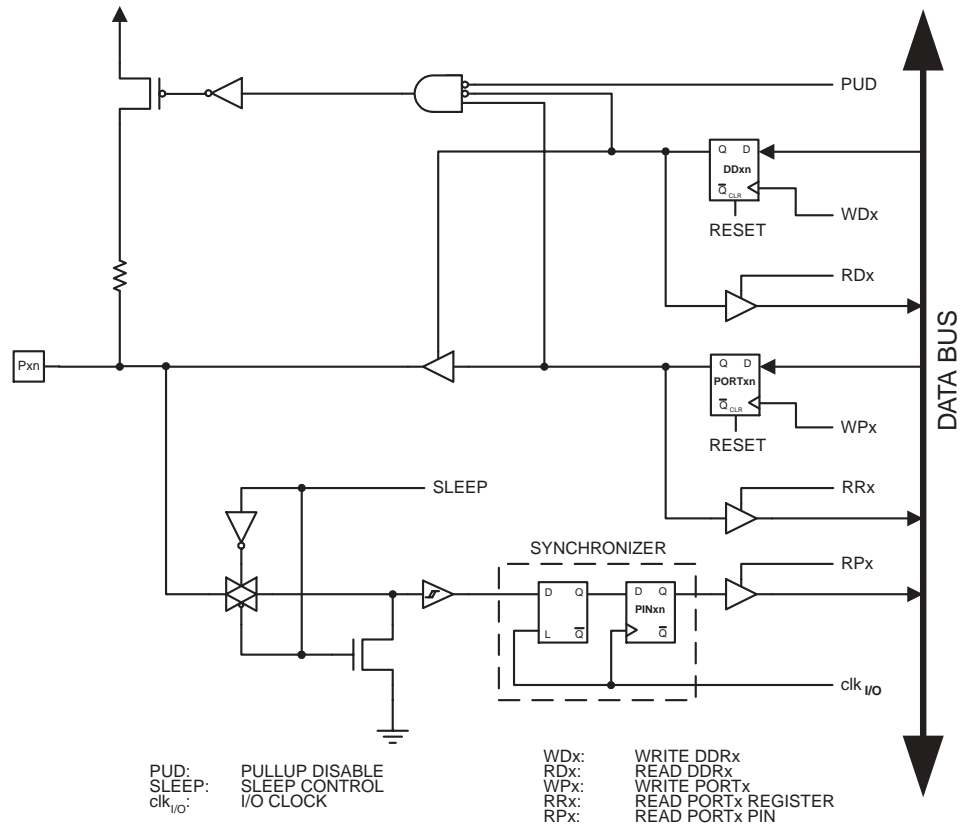 PUD
Q D
DDxn
Q CLR
WDx
RESET
RDx
Pxn
Q D
PORTxn
Q CLR
WPx
RESET
DATA BUS
SLEEP
RRx
SYNCHRONIZER
RPx
D Q
L Q
D Q
PINxn
Q
clk I/O
PUD: PULLUP DISABLE
SLEEP: SLEEP CONTROL
clkI/O: I/O CLOCK
WDx: WRITE DDRx
RDx: READ DDRx
WPx: WRITE PORTx
RRx: READ PORTx REGISTER
RPx: READ PORTx PIN